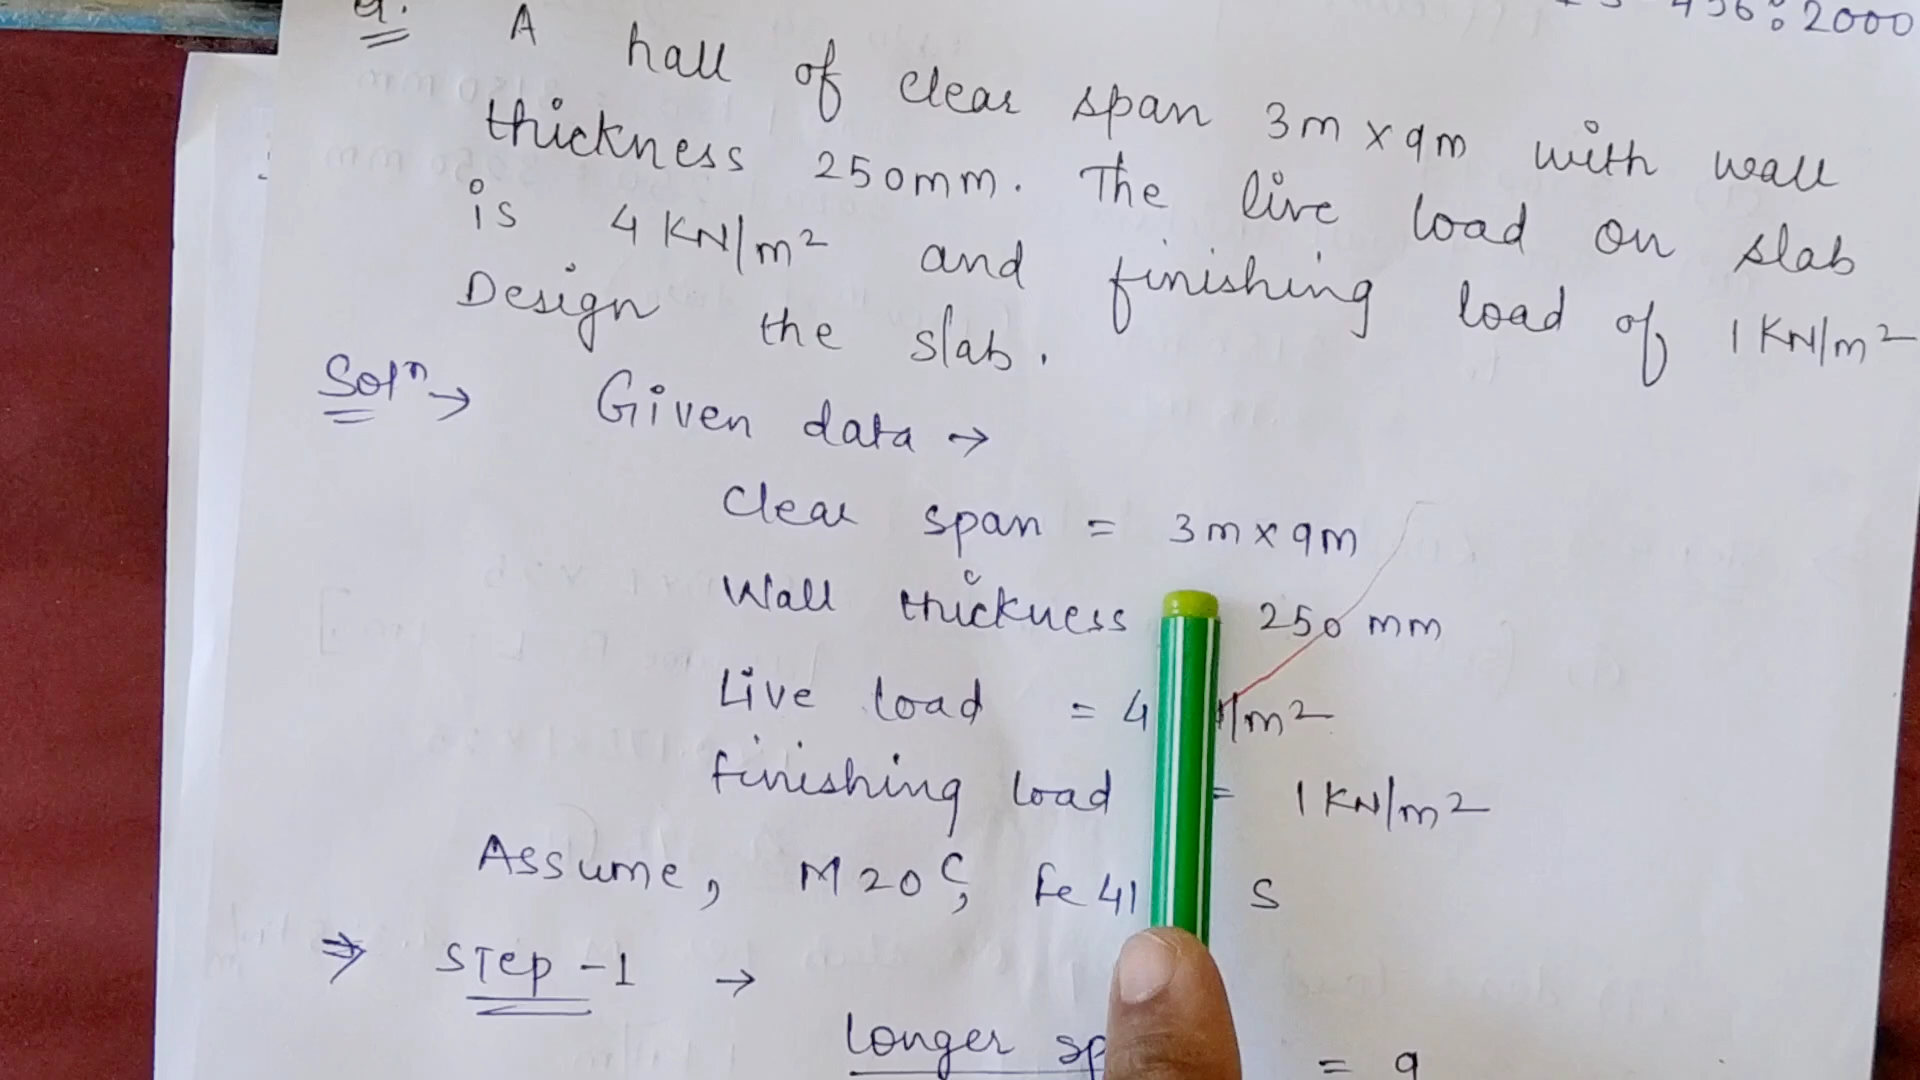 456:2000
Q. A hall of clear span 3m x 9m with wall
thickness 250mm. The live load on slab
is 4 KN/m² and finishing load of 1 KN/m²
Design the slab.
Solⁿ → Given data →
Clear span = 3m x 9m
Wall thickness 250 mm
Live load = 4 /m²
finishing load = 1 KN/m²
Assume, M20, fe 41 S
⇒ STEP-1 →
Longer = 9